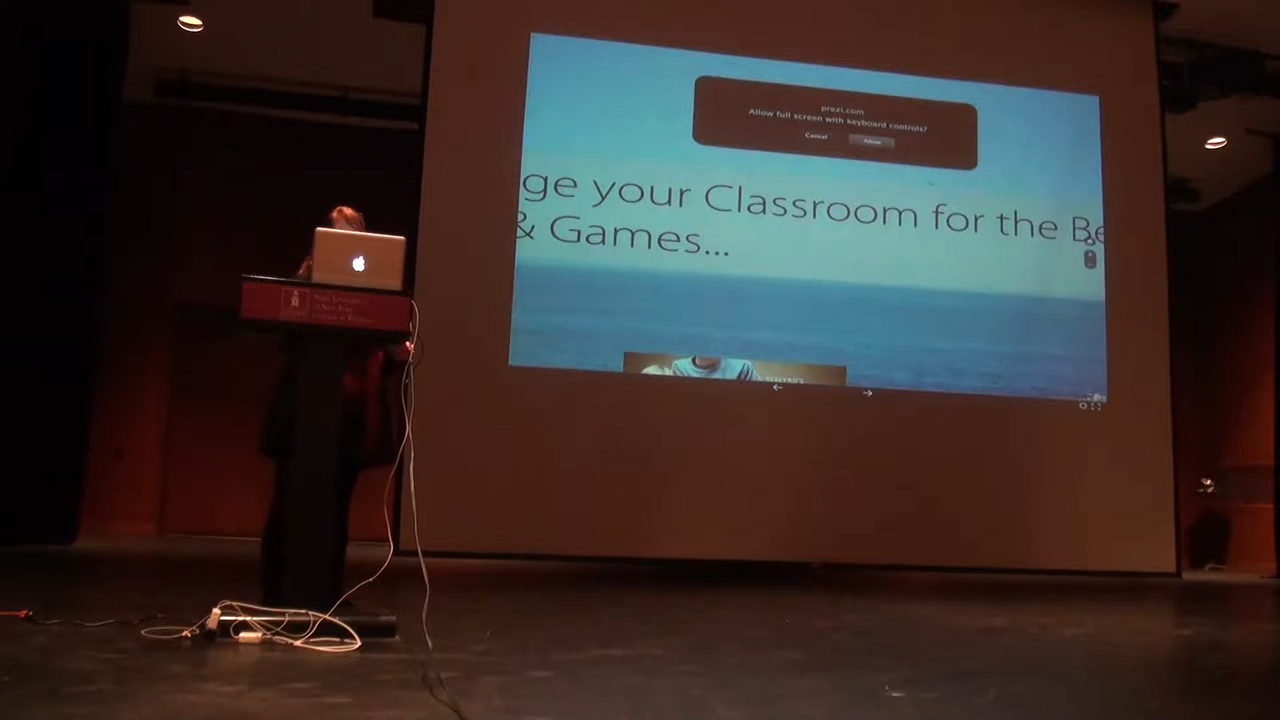 prezi.com
Allow full screen with keyboard controls?
Cancel Allow
ge your Classroom for the Be
& Games...